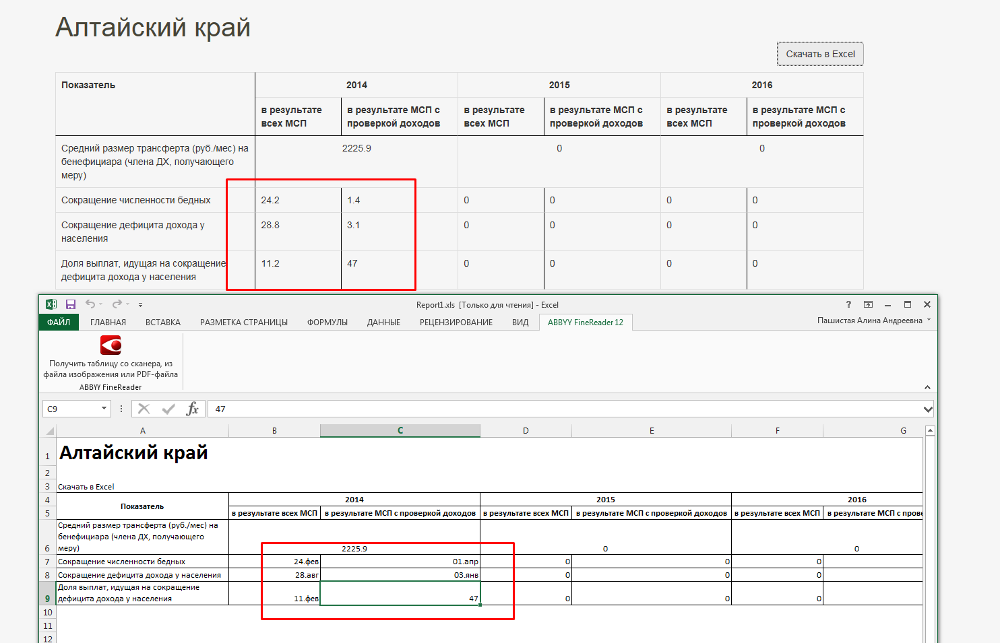 Алтайский край
Скачать в Excel
Показатель 2014 2015 2016
в результате всех МСП в результате МСП с проверкой доходов в результате всех МСП в результате МСП с проверкой доходов в результате всех МСП в результате МСП с проверкой доходов
Средний размер трансферта (руб./мес) на 2225.9 0 0
бенефициара (члена ДХ, получающего
меру)
Сокращение численности бедных 24.2 1.4 0 0 0 0
Сокращение дефицита дохода у 28.8 3.1 0 0 0 0
населения
Доля выплат, идущая на сокращение 11.2 47 0 0 0 0
дефицита дохода у населения
Report1.xls [Только для чтения] - Excel
ФАЙЛ ГЛАВНАЯ ВСТАВКА РАЗМЕТКА СТРАНИЦЫ ФОРМУЛЫ ДАННЫЕ РЕЦЕНЗИРОВАНИЕ ВИД ABBYY FineReader 12 Пашистая Алина Андреевна
Получить таблицу со сканера, из
файла изображения или PDF-файла
ABBYY FineReader
C9 fx 47
A B C D E F G
1 Алтайский край
2
3 Скачать в Excel
4 Показатель 2014 2015 2016
5 в результате всех МСП в результате МСП с проверкой доходов в результате всех МСП в результате МСП с проверкой доходов в результате всех МСП в результате МСП с прове
Средний размер трансферта (руб./мес) на
бенефициара (члена ДХ, получающего
6 меру) 2225.9 0 0
7 Сокращение численности бедных 24.фев 01.апр 0 0 0
8 Сокращение дефицита дохода у населения 28.авг 03.янв 0 0 0
Доля выплат, идущая на сокращение
9 дефицита дохода у населения 11.фев 47 0 0 0
10
11
12